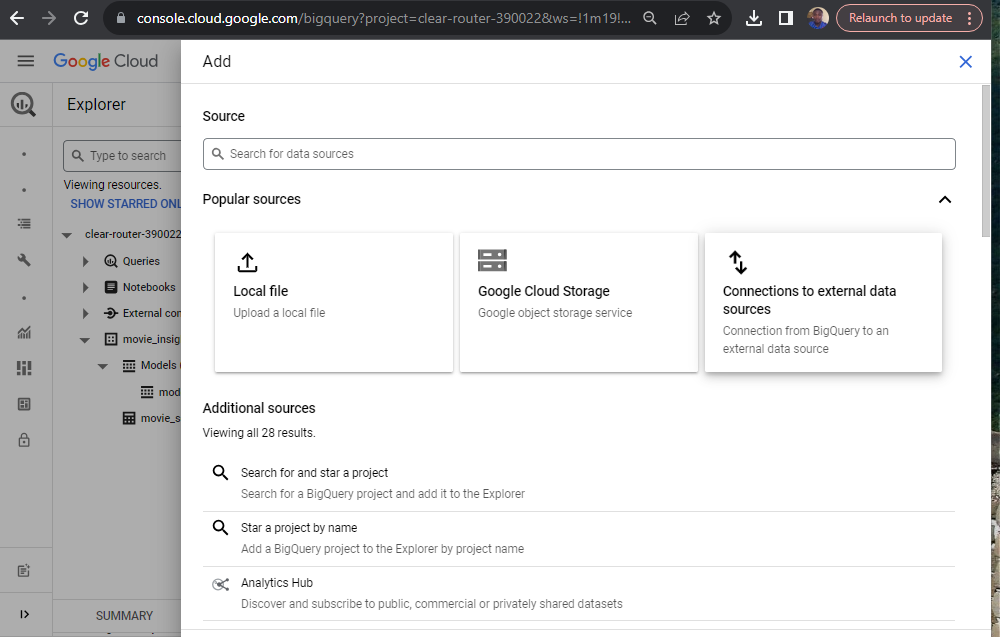 console.cloud.google.com/bigquery?project=clear-router-390022&ws=!1m19!...
Relaunch to update
Google Cloud
Add
Explorer
Source
Type to search
Search for data sources
Viewing resources.
SHOW STARRED ONL
Popular sources
clear-router-390022
Queries
Notebooks
External con
movie_insig
Models (
mod
movie_s
Local file
Upload a local file
Google Cloud Storage
Google object storage service
Connections to external data
sources
Connection from BigQuery to an
external data source
Additional sources
Viewing all 28 results.
Search for and star a project
Search for a BigQuery project and add it to the Explorer
Star a project by name
Add a BigQuery project to the Explorer by project name
Analytics Hub
Discover and subscribe to public, commercial or privately shared datasets
SUMMARY